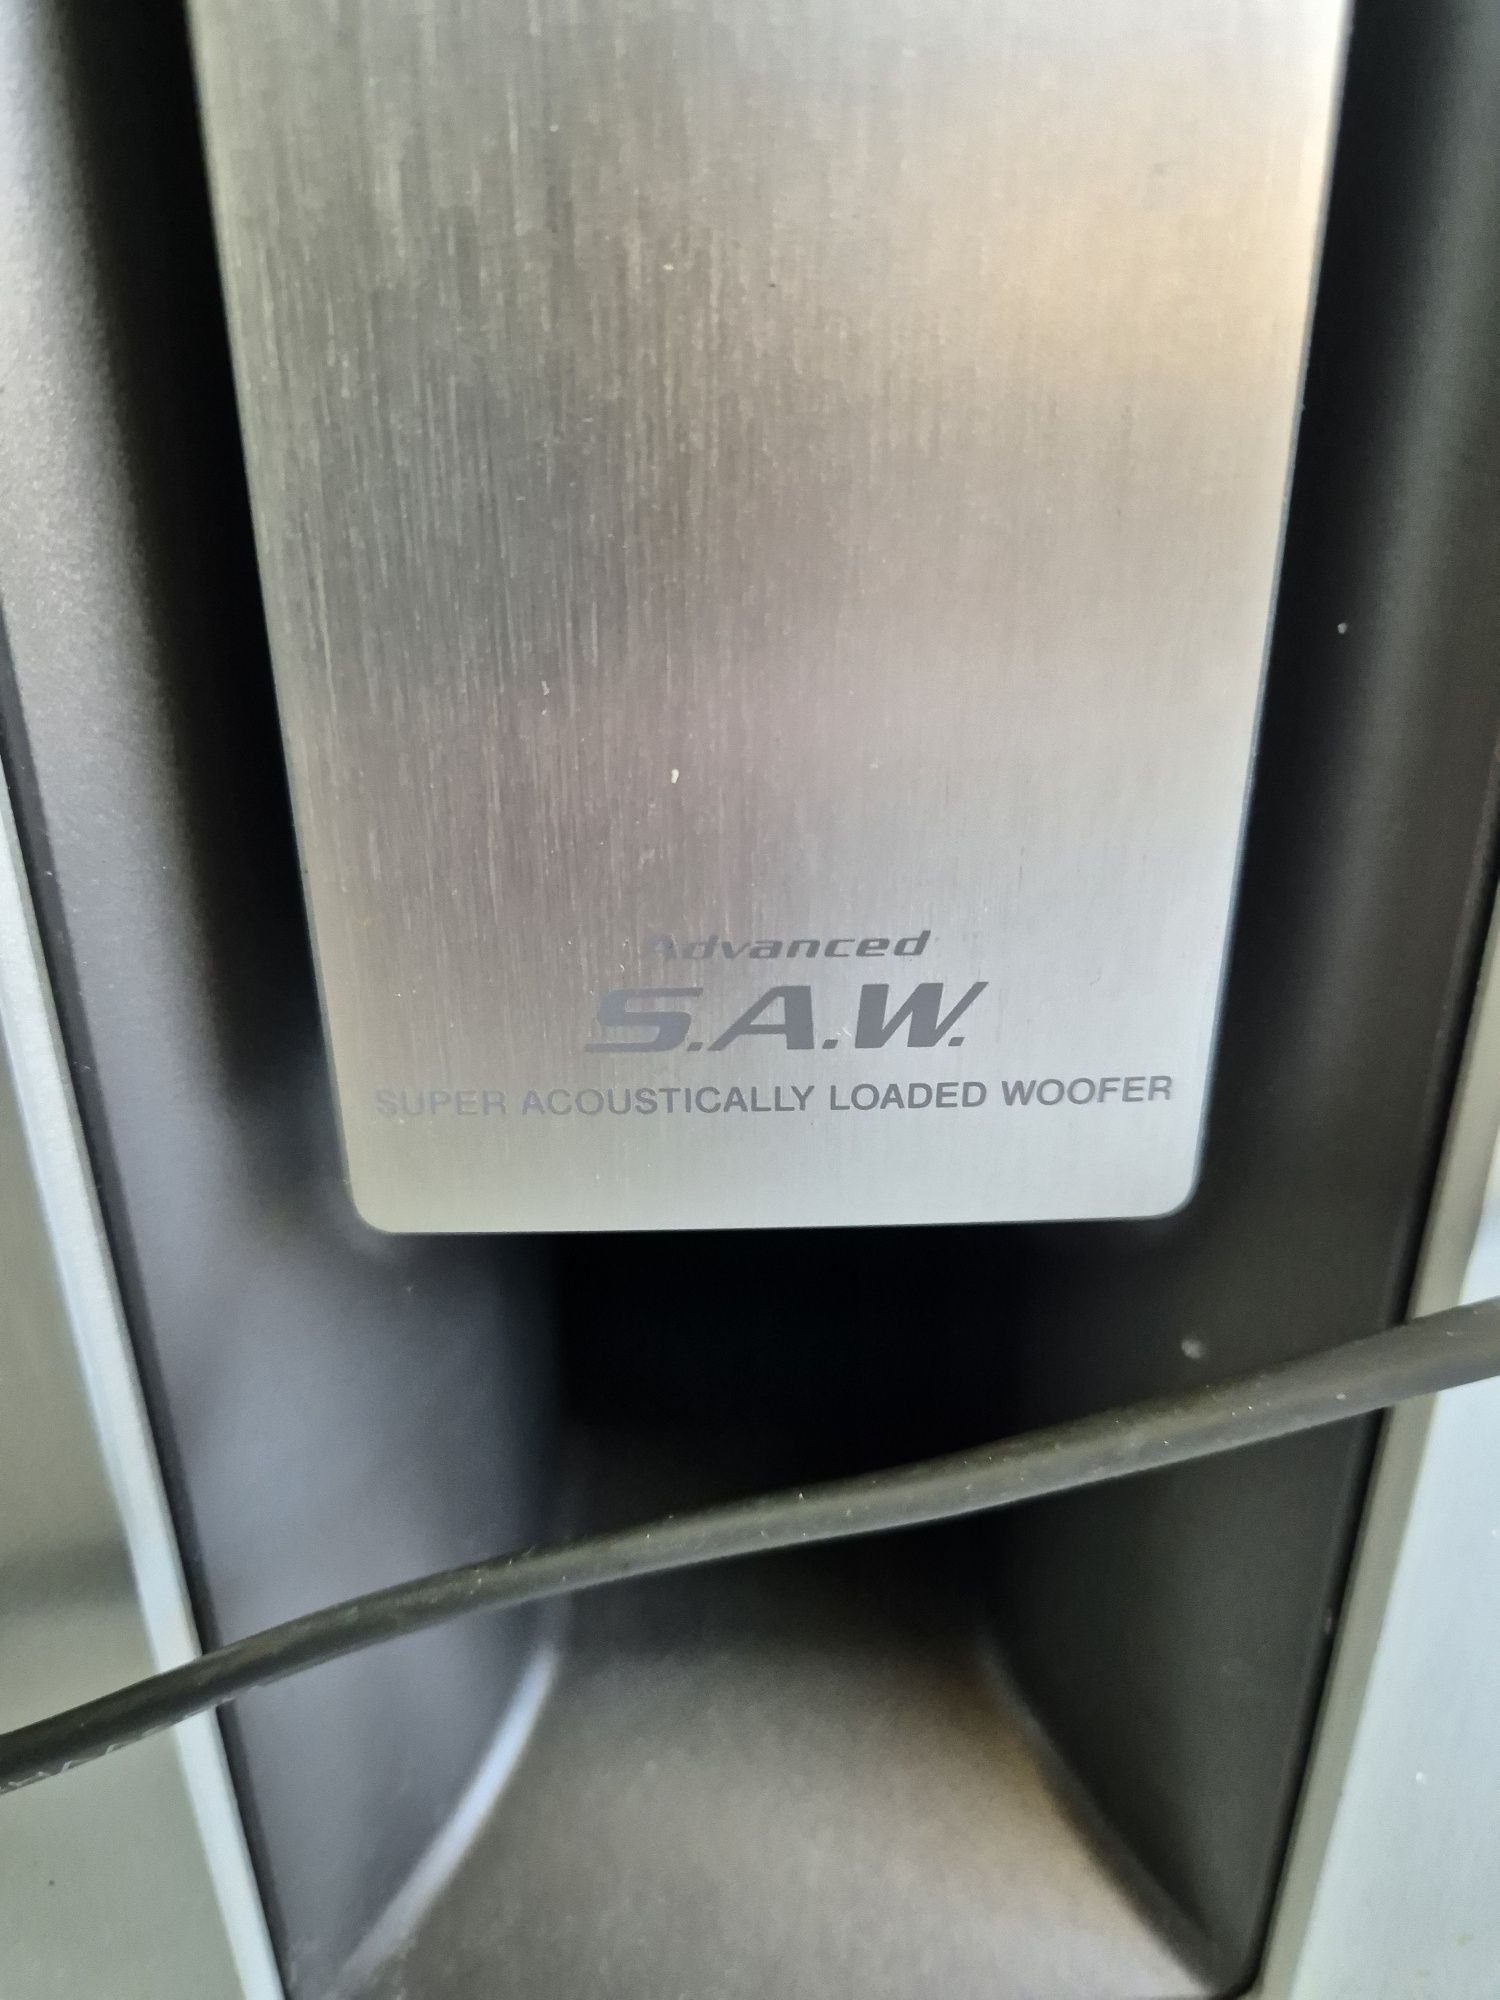 Advanced
S.A.W.
SUPER ACOUSTICALLY LOADED WOOFER